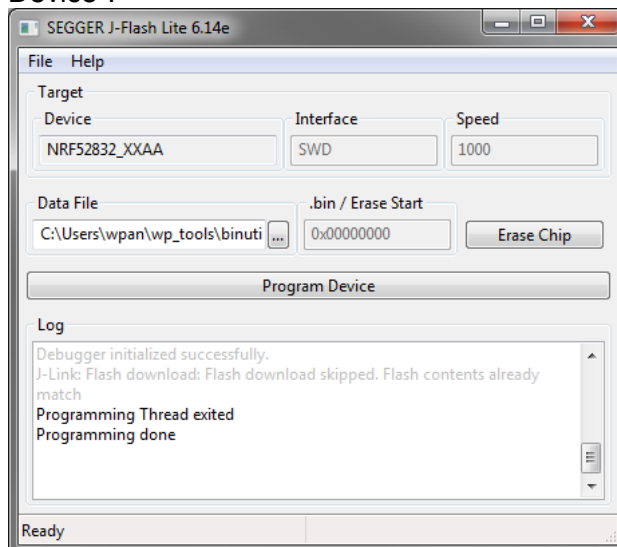 SEGGER J-Flash Lite 6.14e
File Help
Target
Device Interface Speed
NRF52832_XXAA SWD 1000
Data File .bin / Erase Start
C:\Users\wpan\wp_tools\binuti ... 0x00000000 Erase Chip
Program Device
Log
Debugger initialized successfully.
J-Link: Flash download: Flash download skipped. Flash contents already
match
Programming Thread exited
Programming done
Ready